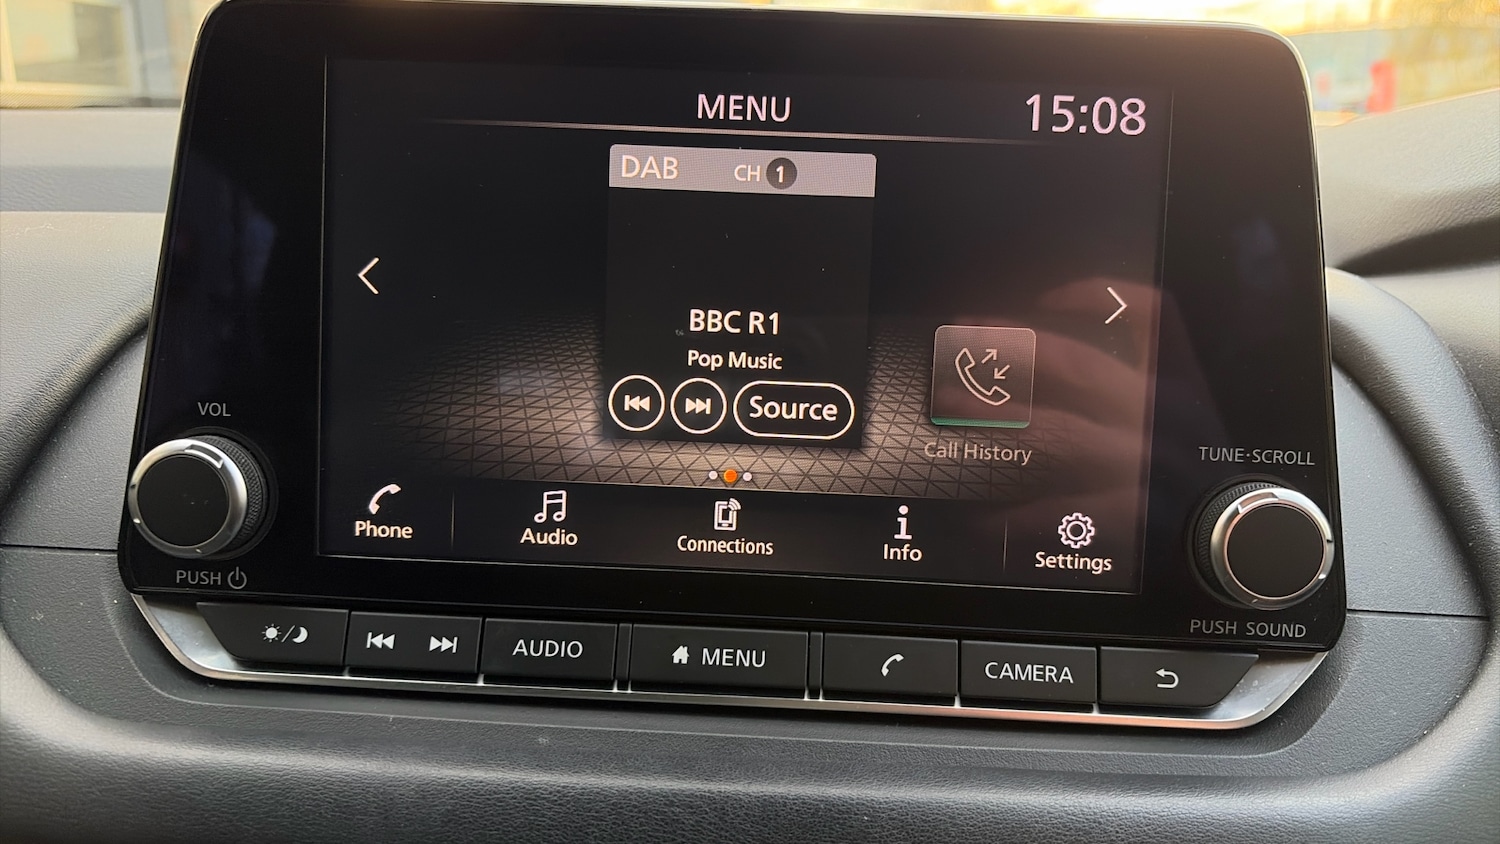 MENU
15:08
DAB CH 1
BBC R1
Pop Music
Source
Call History
VOL
TUNE·SCROLL
Phone
Audio
Connections
Info
Settings
PUSH
PUSH SOUND
AUDIO
MENU
CAMERA